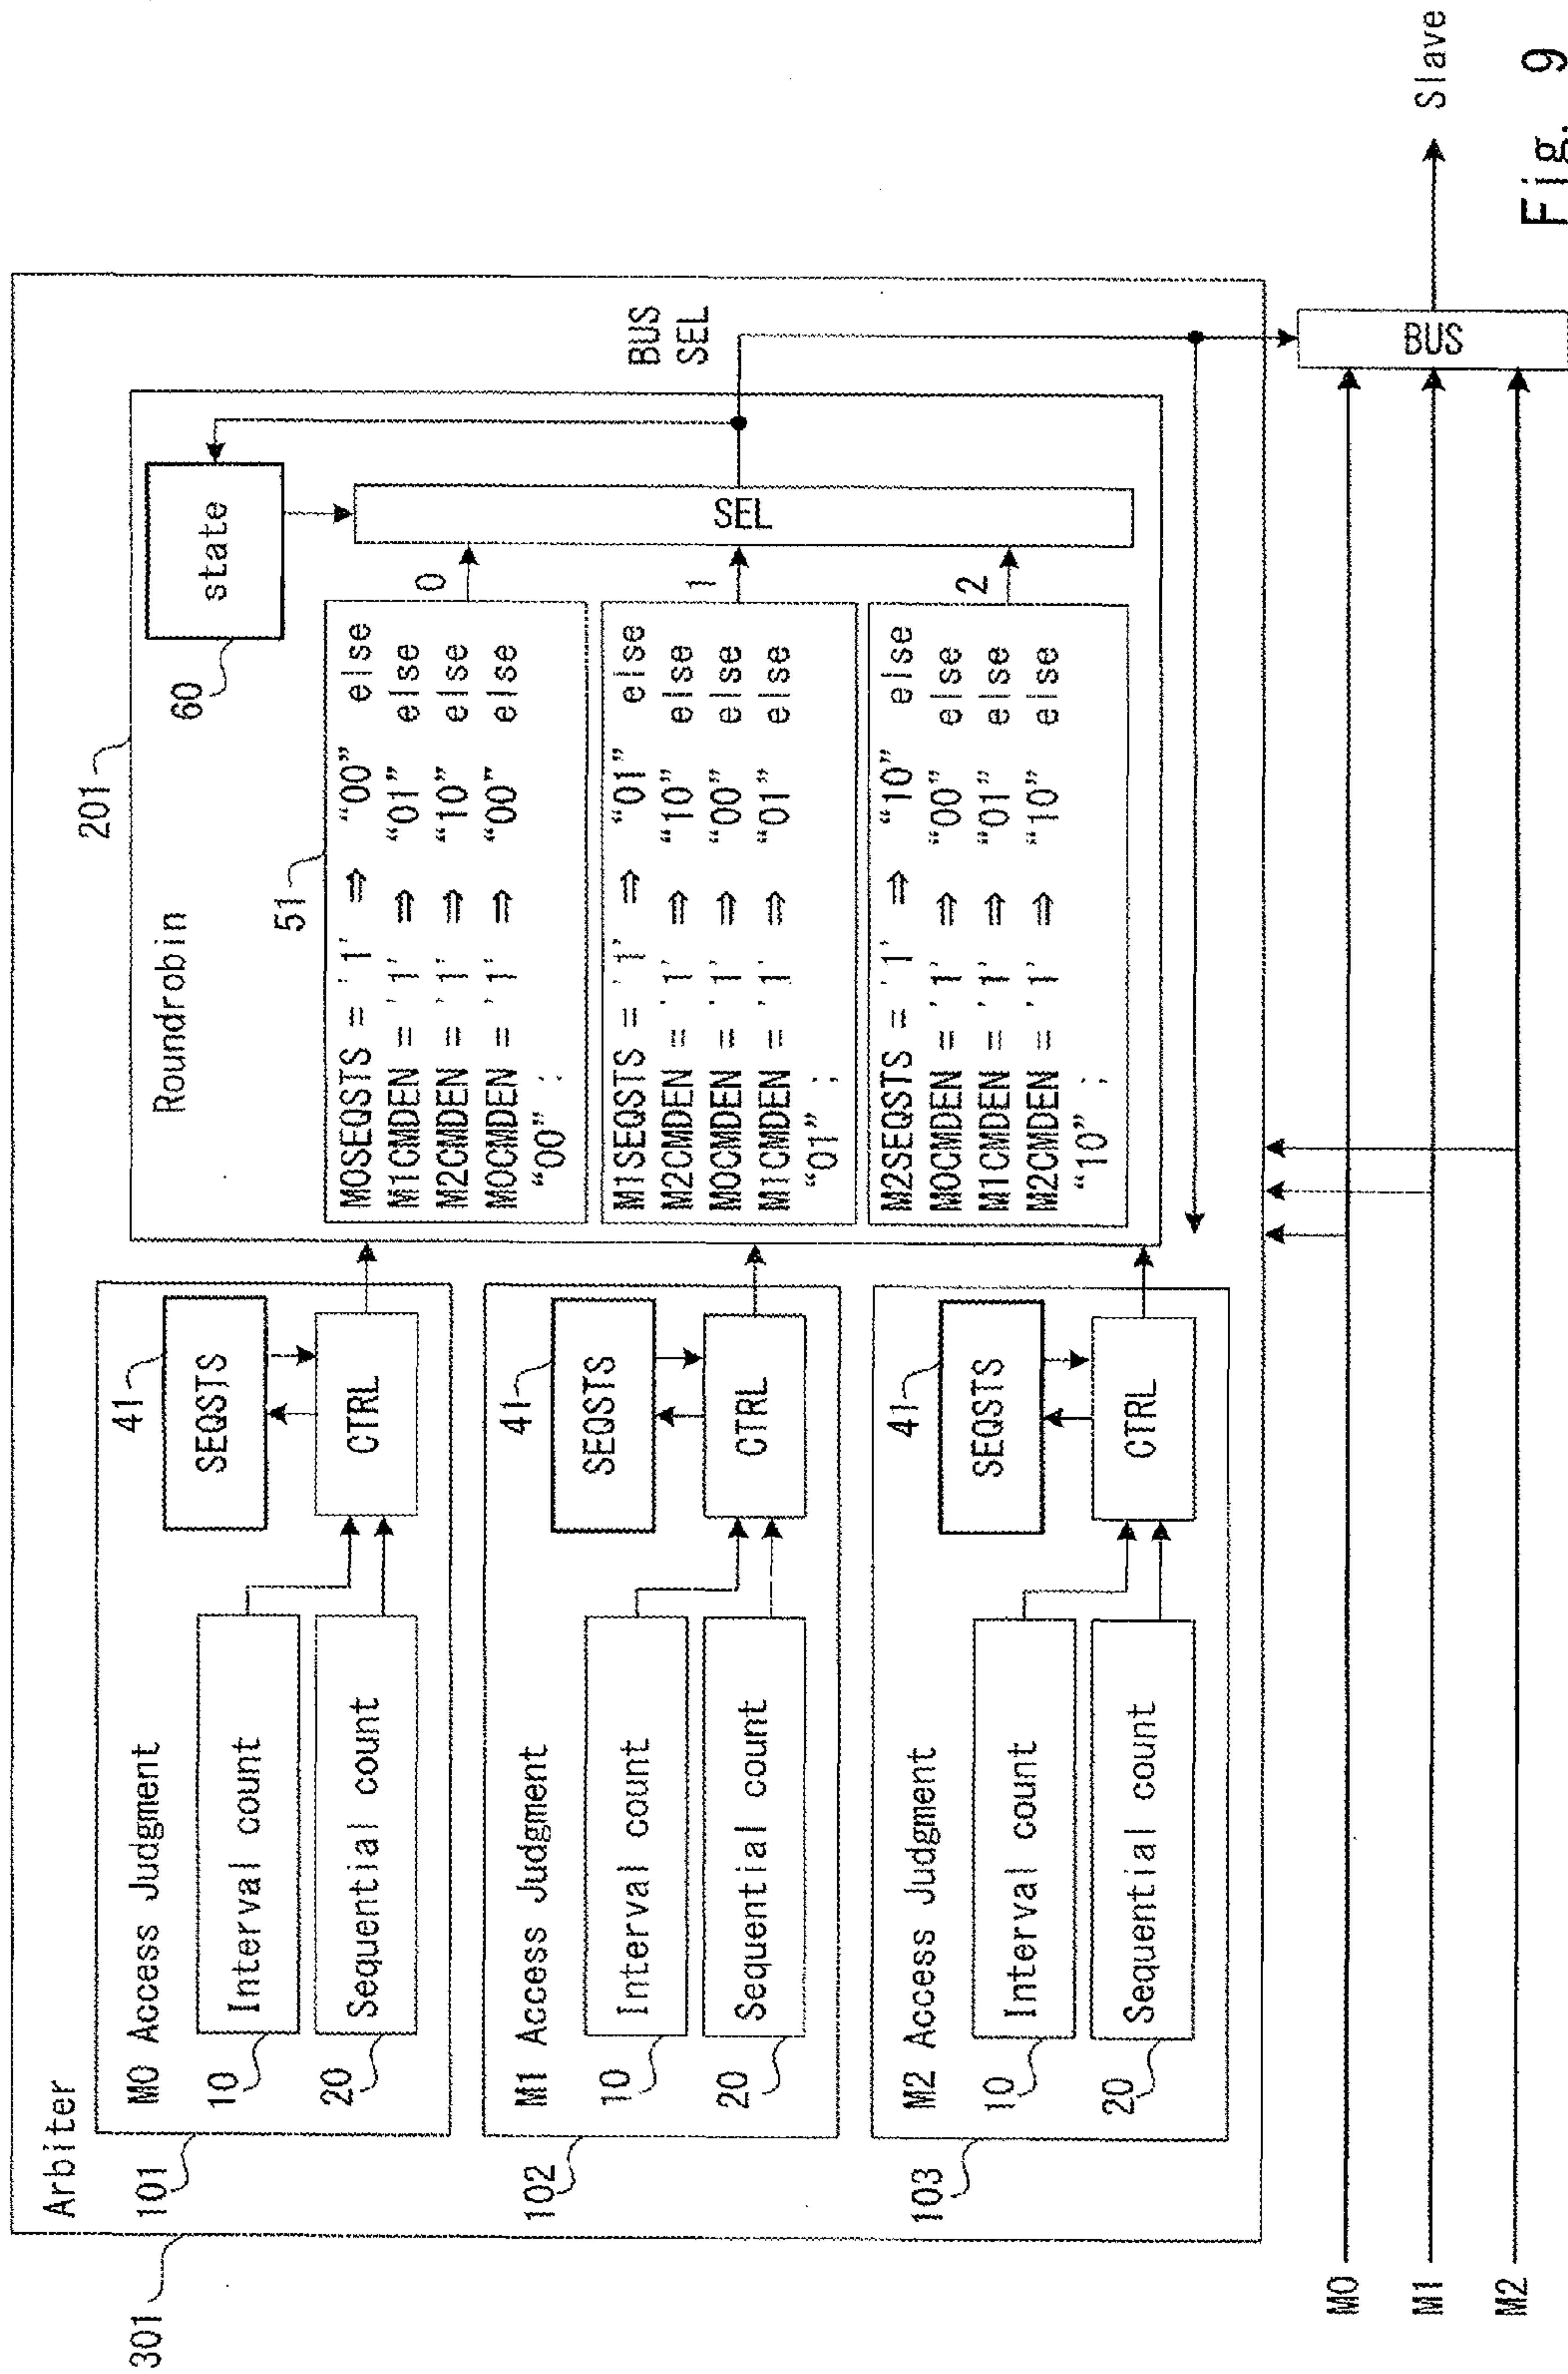 301
Arbiter
101
M0 Access Judgment
10
Interval count
20
Sequential count
41
SEQSTS
CTRL
102
M1 Access Judgment
10
Interval count
20
Sequential count
41
SEQSTS
CTRL
103
M2 Access Judgment
10
Interval count
20
Sequential count
41
SEQSTS
CTRL
201
Roundrobin
60
state
51
M0SEQSTS = '1' ⇒ “00” else
M1CMDEN = '1' ⇒ “01” else
M2CMDEN = '1' ⇒ “10” else
M0CMDEN = '1' ⇒ “00” else
“00” ;
0
M1SEQSTS = '1' ⇒ “01” else
M2CMDEN = '1' ⇒ “10” else
M0CMDEN = '1' ⇒ “00” else
M1CMDEN = '1' ⇒ “01” else
“01” ;
1
M2SEQSTS = '1' ⇒ “10” else
M0CMDEN = '1' ⇒ “00” else
M1CMDEN = '1' ⇒ “01” else
M2CMDEN = '1' ⇒ “10” else
“10” ;
2
SEL
BUS
SEL
M0
M1
M2
BUS
Slave
Fig. 9